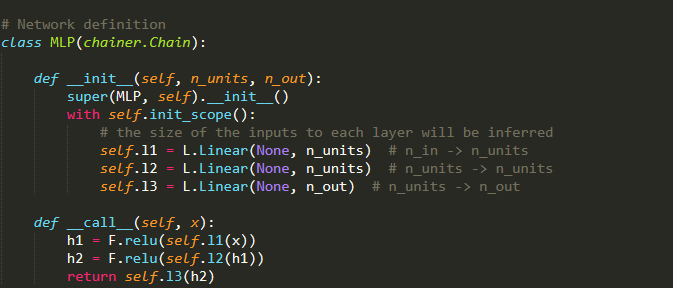 # Network definition
class MLP(chainer.Chain):
def __init__(self, n_units, n_out):
super(MLP, self).__init__()
with self.init_scope():
# the size of the inputs to each layer will be inferred
self.l1 = L.Linear(None, n_units)  # n_in -> n_units
self.l2 = L.Linear(None, n_units)  # n_units -> n_units
self.l3 = L.Linear(None, n_out)  # n_units -> n_out
def __call__(self, x):
h1 = F.relu(self.l1(x))
h2 = F.relu(self.l2(h1))
return self.l3(h2)